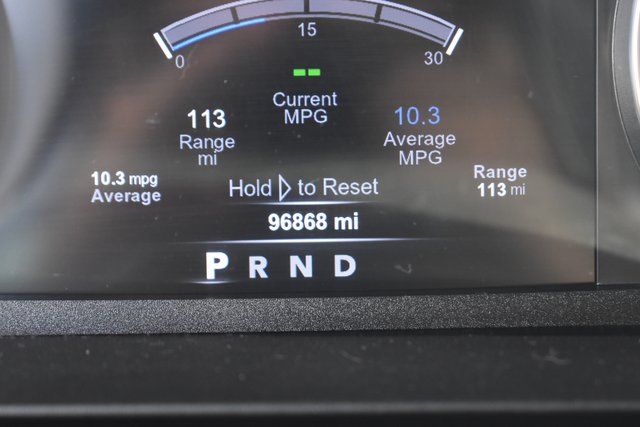 15
0 30
--
Current
MPG
113
Range
mi
10.3
Average
MPG
10.3 mpg
Average
Range
113 mi
Hold ▷ to Reset
96868 mi
P R N D